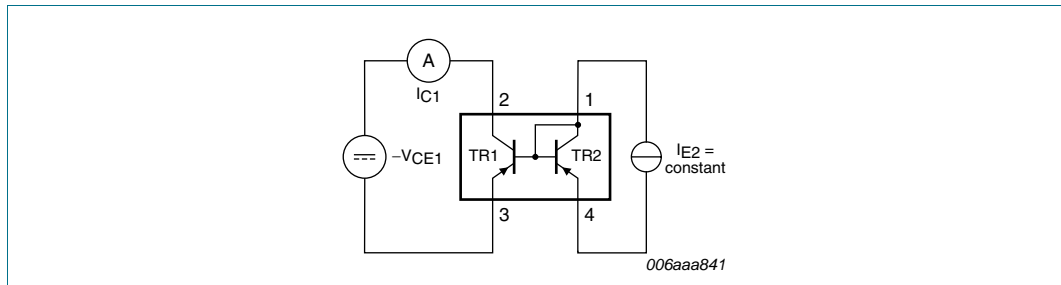 A
IC1
2
1
–VCE1
TR1
TR2
IE2 =
constant
3
4
006aaa841